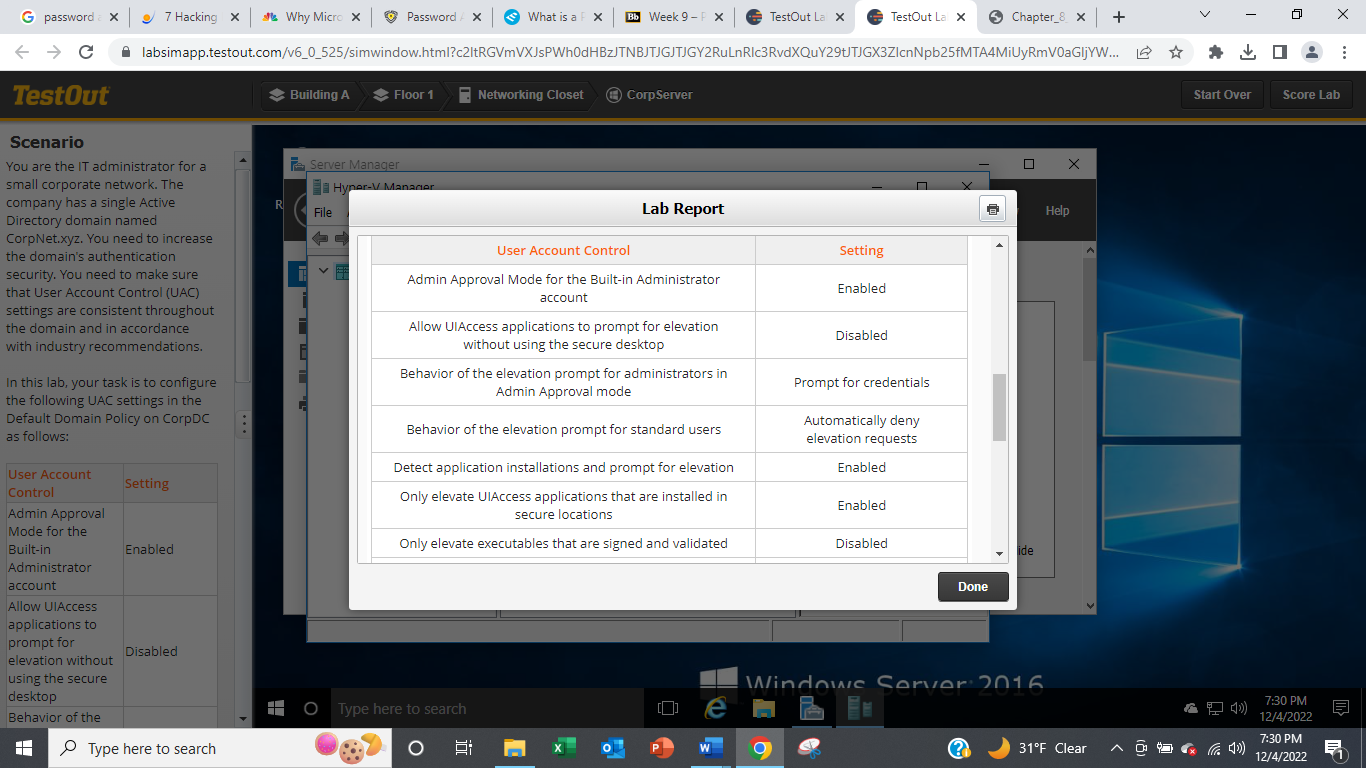 password a
7 Hacking
Why Micro
Password A
What is a P
Week 9 – P
TestOut La
TestOut La
Chapter_8_
labsimapp.testout.com/v6_0_525/simwindow.html?
TestOut
Building A
Floor 1
Networking Closet
CorpServer
Start Over
Score Lab
Scenario
You are the IT administrator for a
small corporate network. The
company has a single Active
Directory domain named
CorpNet.xyz. You need to increase
the domain's authentication
security. You need to make sure
that User Account Control (UAC)
settings are consistent throughout
the domain and in accordance
with industry recommendations.
In this lab, your task is to configure
the following UAC settings in the
Default Domain Policy on CorpDC
as follows:
User Account
Control
Setting
Admin Approval
Mode for the
Built-in
Administrator
account
Enabled
Allow UIAccess
applications to
prompt for
elevation without
using the secure
desktop
Disabled
Behavior of the
Server Manager
Hyper-V Manager
File
Help
Lab Report
User Account Control
Setting
Admin Approval Mode for the Built-in Administrator
account
Enabled
Allow UIAccess applications to prompt for elevation
without using the secure desktop
Disabled
Behavior of the elevation prompt for administrators in
Admin Approval mode
Prompt for credentials
Behavior of the elevation prompt for standard users
Automatically deny
elevation requests
Detect application installations and prompt for elevation
Enabled
Only elevate UIAccess applications that are installed in
secure locations
Enabled
Only elevate executables that are signed and validated
Disabled
ide
Done
Windows Server 2016
Type here to search
7:30 PM
12/4/2022
Type here to search
31°F Clear
7:30 PM
12/4/2022
1